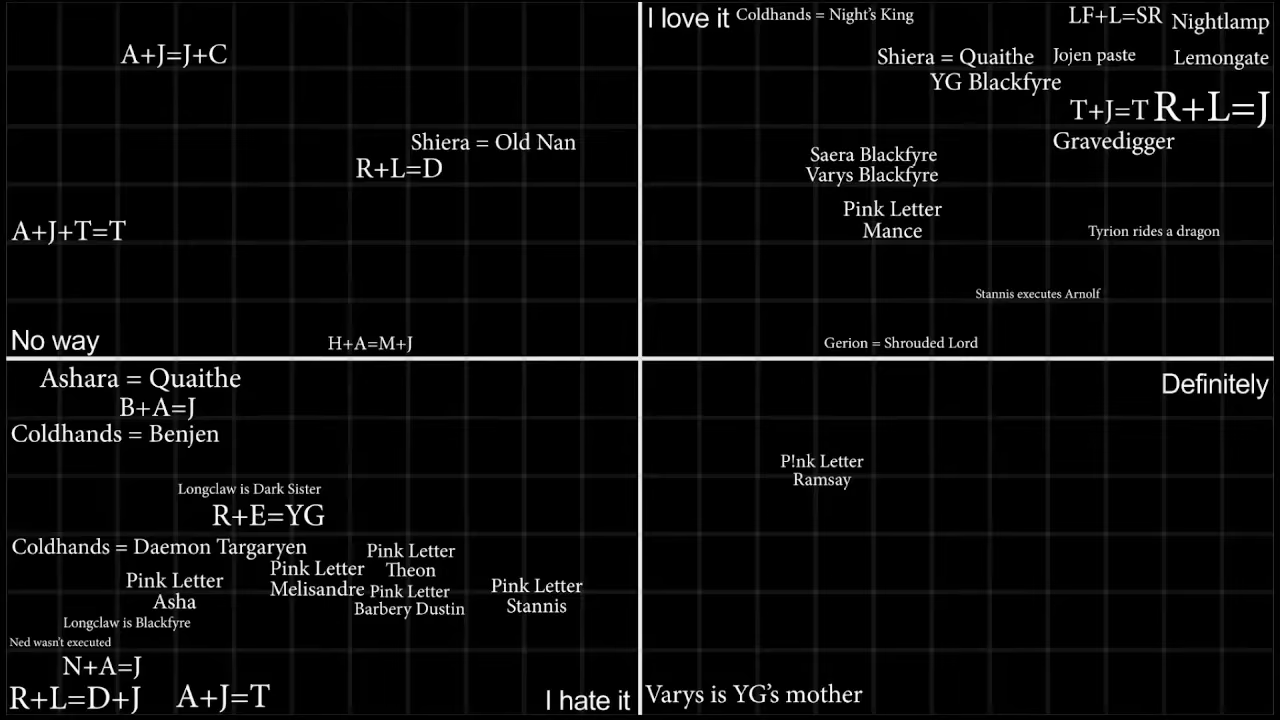 A+J=J+C
Shiera = Old Nan
R+L=D
A+J+T=T
No way
H+A=M+J
I love it
Coldhands = Night's King
LF+L=SR
Nightlamp
Shiera = Quaithe
Jojen paste
Lemongate
YG Blackfyre
T+J=T
R+L=J
Gravedigger
Saera Blackfyre
Varys Blackfyre
Pink Letter
Mance
Tyrion rides a dragon
Stannis executes Arnolf
Gerion = Shrouded Lord
Ashara = Quaithe
B+A=J
Coldhands = Benjen
Longclaw is Dark Sister
R+E=YG
Coldhands = Daemon Targaryen
Pink Letter
Theon
Pink Letter
Melisandre
Pink Letter
Asha
Pink Letter
Barbery Dustin
Pink Letter
Stannis
Longclaw is Blackfyre
Ned wasn't executed
N+A=J
R+L=D+J
A+J=T
I hate it
Definitely
P!nk Letter
Ramsay
Varys is YG's mother